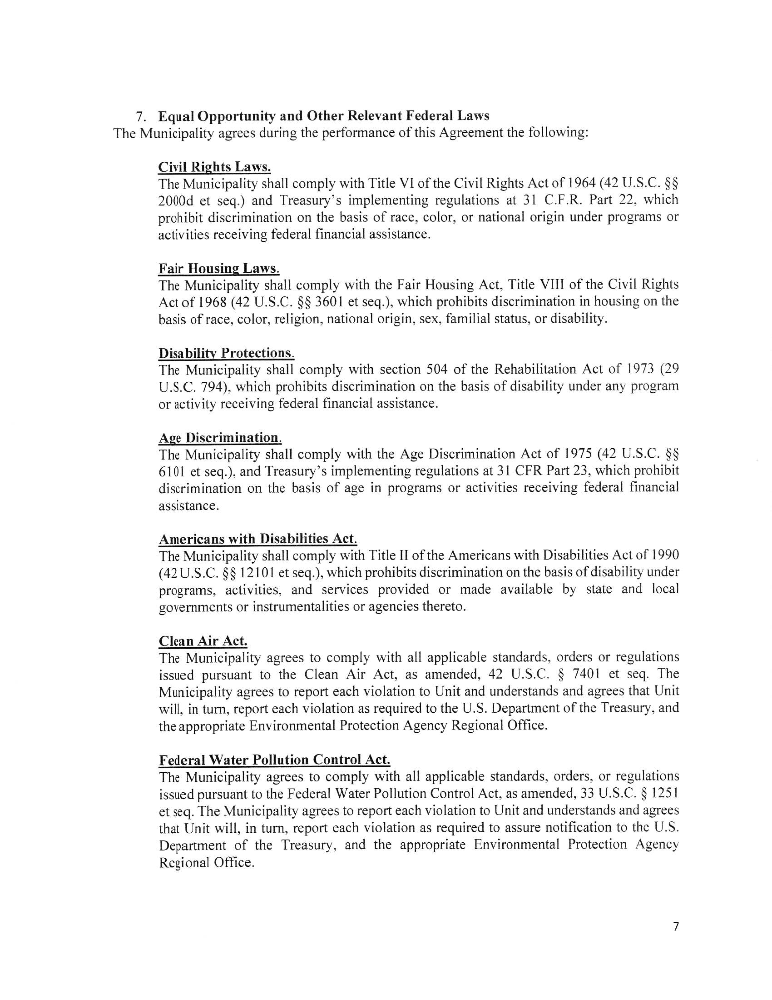 7. Equal Opportunity and Other Relevant Federal Laws
The Municipality agrees during the performance of this Agreement the following:
Civil Rights Laws.
The Municipality shall comply with Title VI of the Civil Rights Act of 1964 (42 U.S.C. §§
2000d et seq.) and Treasury’s implementing regulations at 31 C.F.R. Part 22, which
prohibit discrimination on the basis of race, color, or national origin under programs or
activities receiving federal financial assistance.
Fair Housing Laws.
The Municipality shall comply with the Fair Housing Act, Title VIII of the Civil Rights
Act of 1968 (42 U.S.C. §§ 3601 et seq.), which prohibits discrimination in housing on the
basis of race, color, religion, national origin, sex, familial status, or disability.
Disability Protections.
The Municipality shall comply with section 504 of the Rehabilitation Act of 1973 (29
U.S.C. 794), which prohibits discrimination on the basis of disability under any program
or activity receiving federal financial assistance.
Age Discrimination.
The Municipality shall comply with the Age Discrimination Act of 1975 (42 U.S.C. §§
6101 et seq.), and Treasury’s implementing regulations at 31 CFR Part 23, which prohibit
discrimination on the basis of age in programs or activities receiving federal financial
assistance.
Americans with Disabilities Act.
The Municipality shall comply with Title II of the Americans with Disabilities Act of 1990
(42 U.S.C. §§ 12101 et seq.), which prohibits discrimination on the basis of disability under
programs, activities, and services provided or made available by state and local
governments or instrumentalities or agencies thereto.
Clean Air Act.
The Municipality agrees to comply with all applicable standards, orders or regulations
issued pursuant to the Clean Air Act, as amended, 42 U.S.C. § 7401 et seq. The
Municipality agrees to report each violation to Unit and understands and agrees that Unit
will, in turn, report each violation as required to the U.S. Department of the Treasury, and
the appropriate Environmental Protection Agency Regional Office.
Federal Water Pollution Control Act.
The Municipality agrees to comply with all applicable standards, orders, or regulations
issued pursuant to the Federal Water Pollution Control Act, as amended, 33 U.S.C. § 1251
et seq. The Municipality agrees to report each violation to Unit and understands and agrees
that Unit will, in turn, report each violation as required to assure notification to the U.S.
Department of the Treasury, and the appropriate Environmental Protection Agency
Regional Office.
7